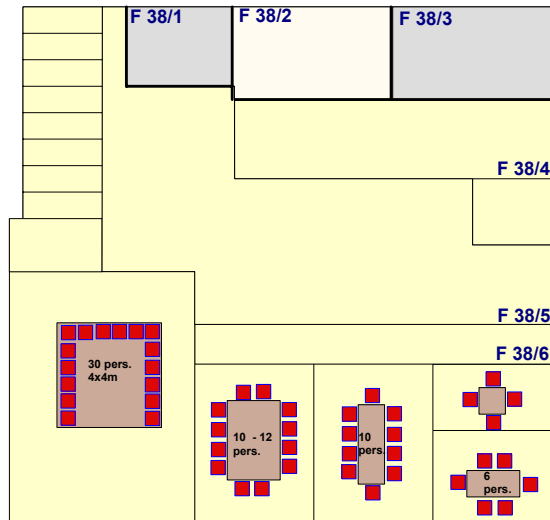 F 38/1
F 38/2
F 38/3
F 38/4
F 38/5
F 38/6
30 pers.
4x4m
10 - 12
pers.
10
pers.
6
pers.